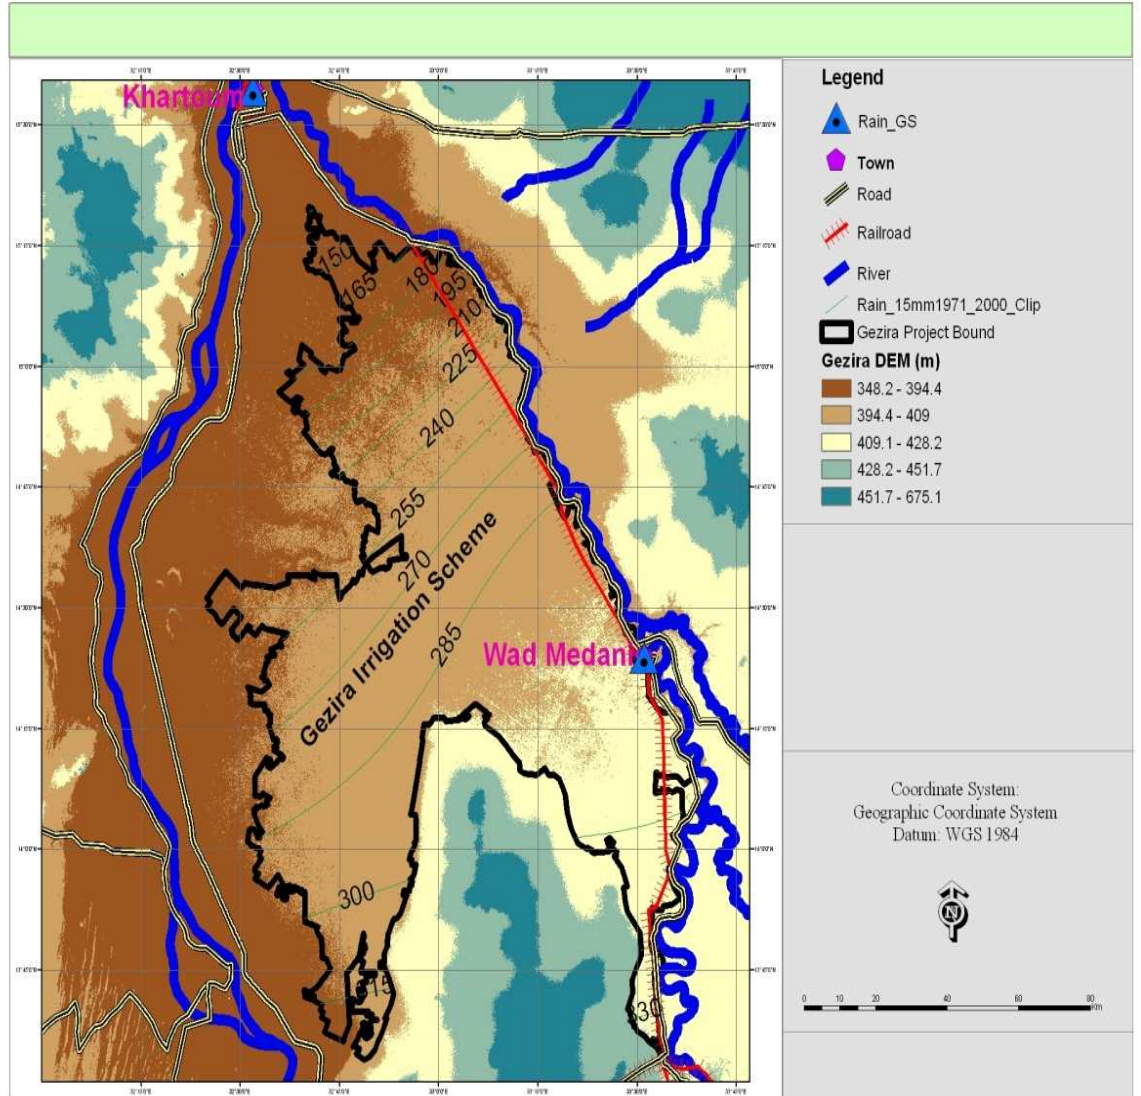 Khartoum
150
165
180
195
210
225
240
255
270
285
Gezira Irrigation Scheme
Wad Medani
300
315
330
Legend
Rain_GS
Town
Road
Railroad
River
Rain_15mm1971_2000_Clip
Gezira Project Bound
Gezira DEM (m)
348.2 - 394.4
394.4 - 409
409.1 - 428.2
428.2 - 451.7
451.7 - 675.1
Coordinate System:
Geographic Coordinate System
Datum: WGS 1984
N
0 10 20 40 60 80
Km